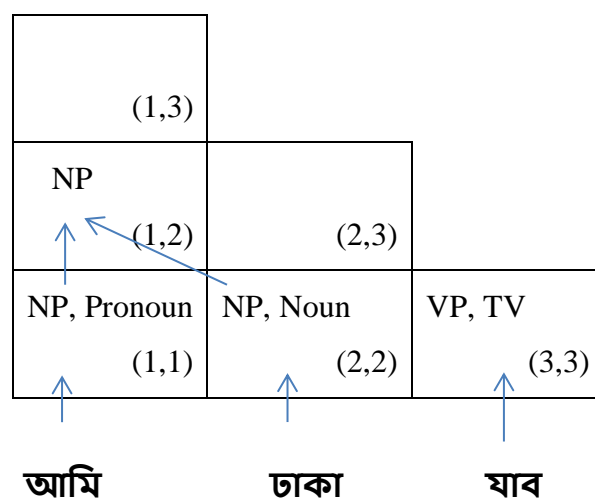 (1,3)
NP
(1,2) (2,3)
NP, Pronoun NP, Noun VP, TV
(1,1) (2,2) (3,3)
আমি ঢাকা যাব